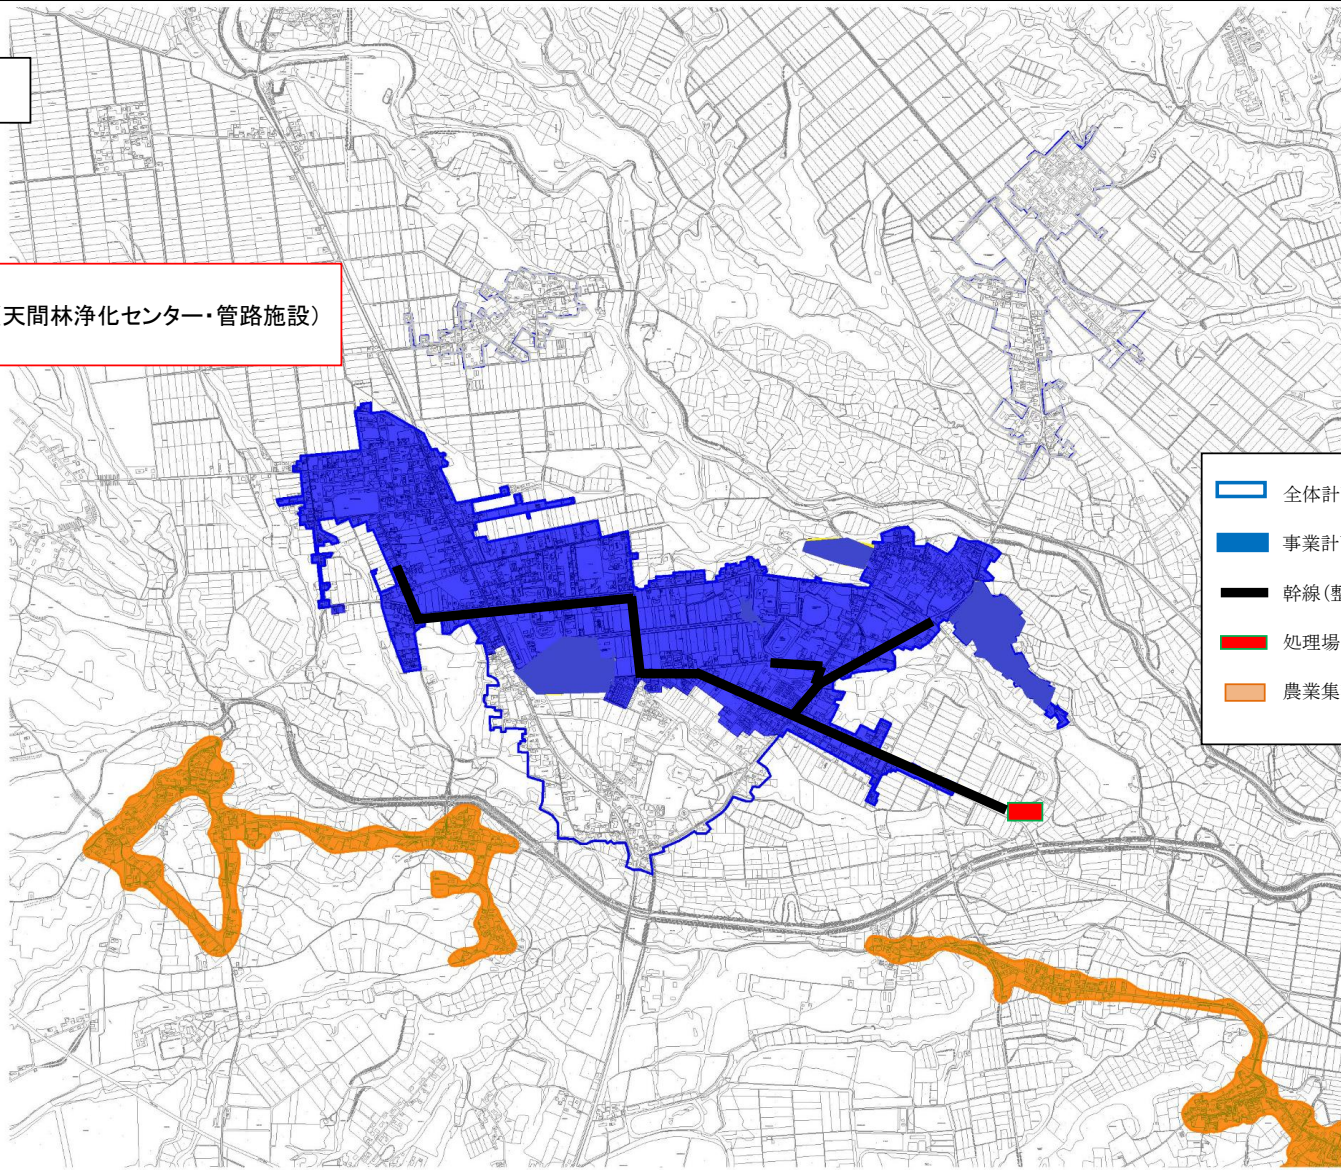 天間林浄化センター・管路施設）
全体計
事業計
幹線（整
処理場
農業集